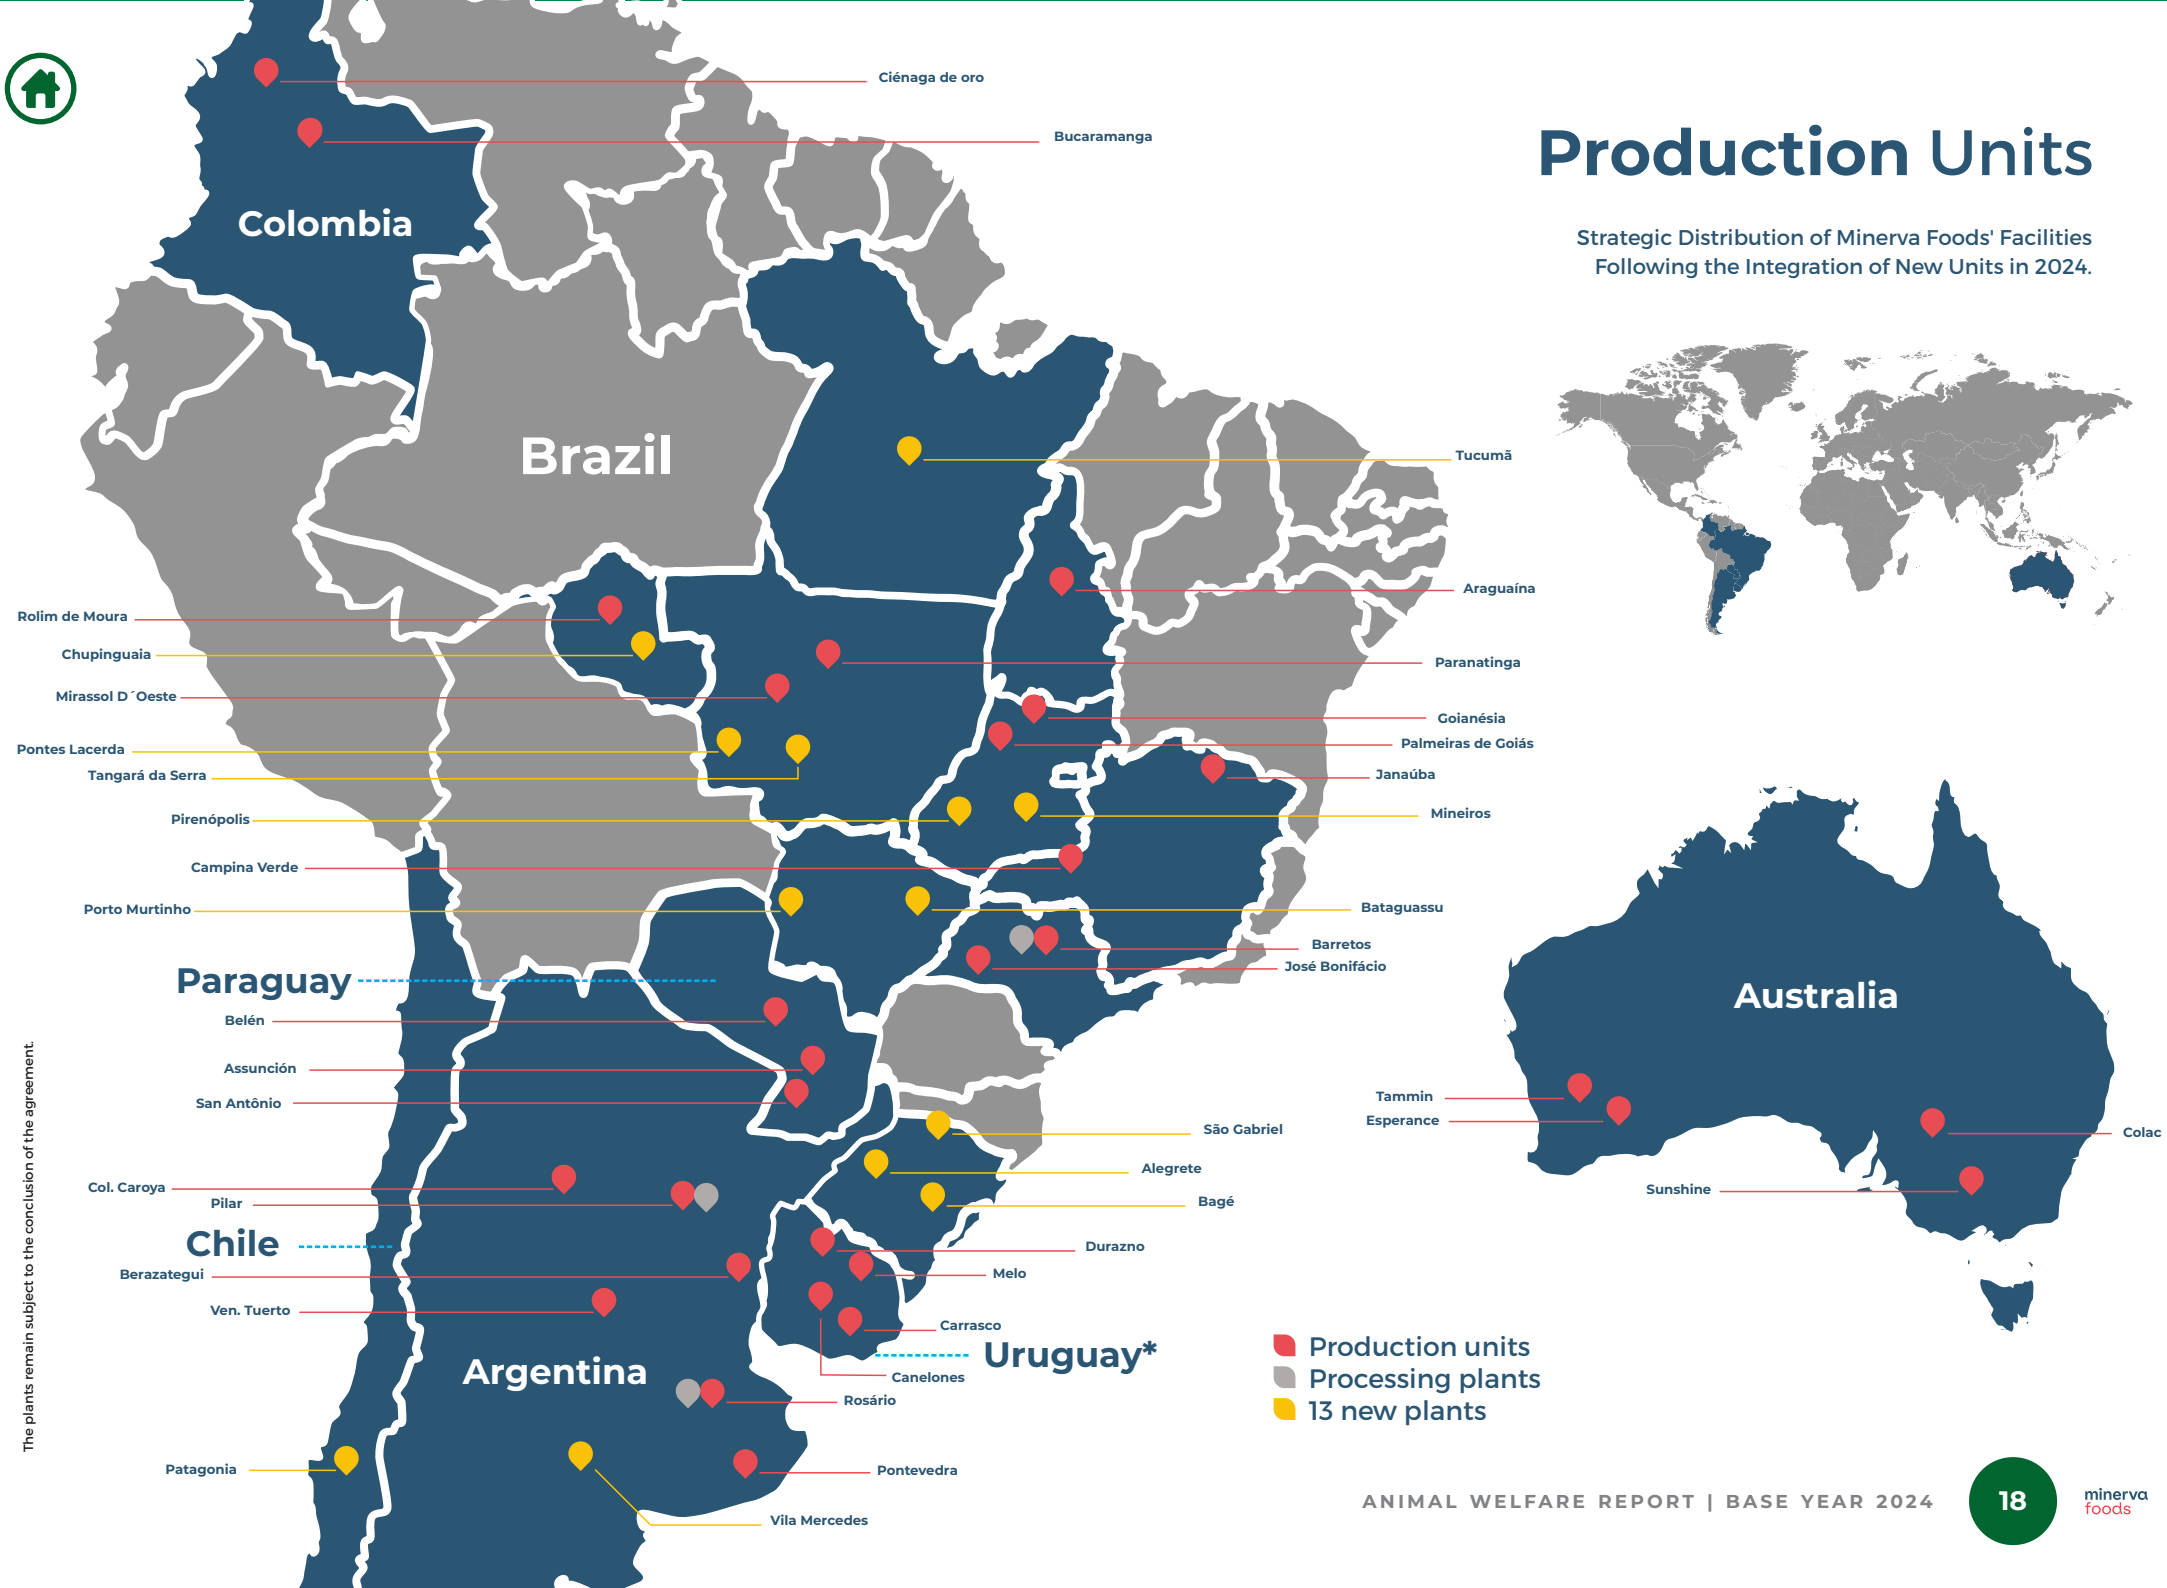 Production Units
Strategic Distribution of Minerva Foods' Facilities
Following the Integration of New Units in 2024.
Ciénaga de oro
Bucaramanga
Colombia
Brazil
Tucumã
Araguaína
Rolim de Moura
Chupinguaia
Paranatinga
Mirassol D´Oeste
Goianésia
Palmeiras de Goiás
Pontes Lacerda
Tangará da Serra
Janaúba
Pirenópolis
Mineiros
Campina Verde
Porto Murtinho
Bataguassu
Barretos
José Bonifácio
Paraguay
Belén
Assunción
San Antônio
São Gabriel
Alegrete
Bagé
Col. Caroya
Pilar
Chile
Berazategui
Ven. Tuerto
Durazno
Melo
Carrasco
Uruguay*
Canelones
Argentina
Rosário
Patagonia
Pontevedra
Vila Mercedes
Australia
Tammin
Esperance
Colac
Sunshine
Production units
Processing plants
13 new plants
The plants remain subject to the conclusion of the agreement.
ANIMAL WELFARE REPORT | BASE YEAR 2024
18
minerva
foods